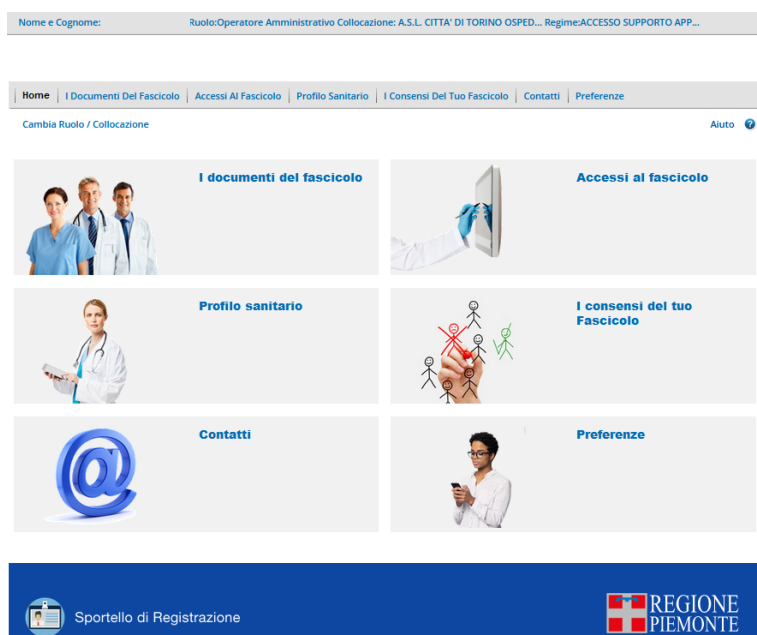 Nome e Cognome: Ruolo:Operatore Amministrativo Collocazione: A.S.L. CITTA' DI TORINO OSPED... Regime:ACCESSO SUPPORTO APP...
Home I Documenti Del Fascicolo Accessi Al Fascicolo Profilo Sanitario I Consensi Del Tuo Fascicolo Contatti Preferenze
Cambia Ruolo / Collocazione Aiuto ?
I documenti del fascicolo
Accessi al fascicolo
Profilo sanitario
I consensi del tuo
Fascicolo
Contatti
@
Preferenze
Sportello di Registrazione
REGIONE
PIEMONTE